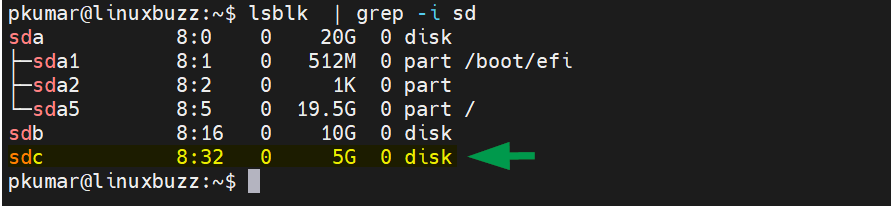 pkumar@linuxbuzz:~$ lsblk  | grep -i sd
sda             8:0    0    20G  0 disk
├─sda1          8:1    0   512M  0 part /boot/efi
├─sda2          8:2    0     1K  0 part
└─sda5          8:5    0  19.5G  0 part /
sdb             8:16   0    10G  0 disk
sdc             8:32   0     5G  0 disk
pkumar@linuxbuzz:~$